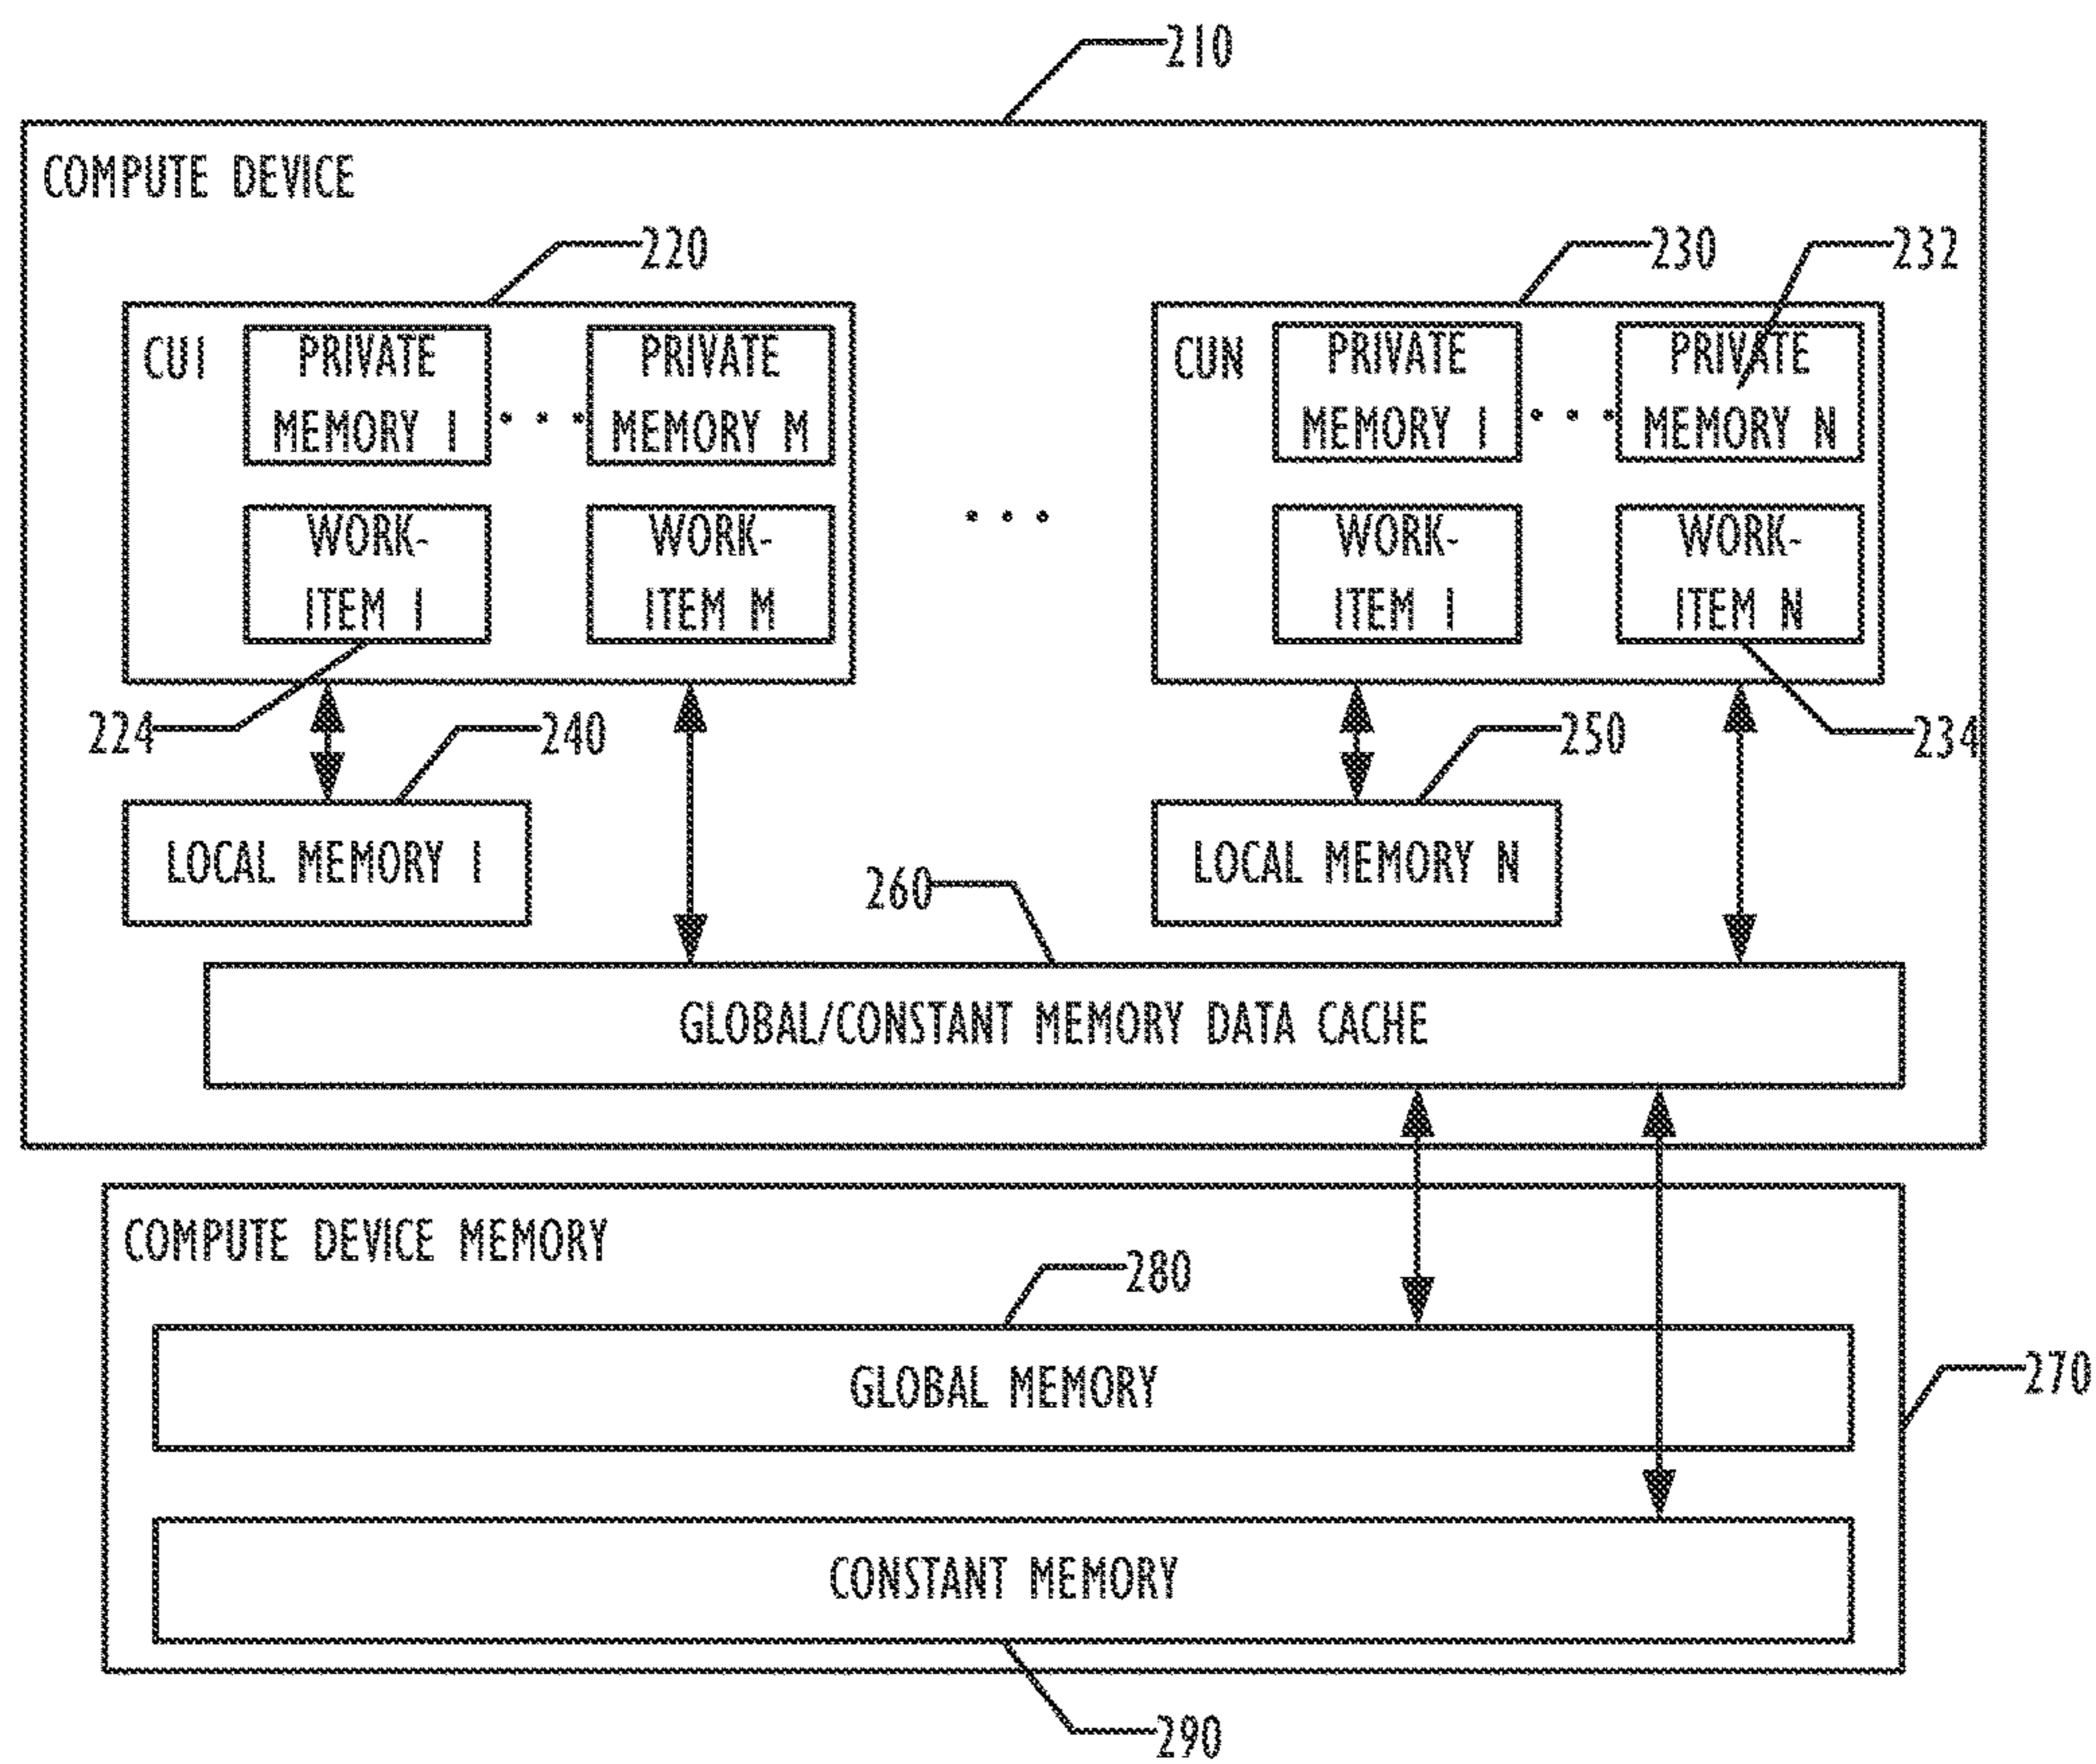 210
COMPUTE DEVICE
220
230
232
CU1
PRIVATE
MEMORY 1
. . .
PRIVATE
MEMORY M
CUN
PRIVATE
MEMORY 1
. . .
PRIVATE
MEMORY N
WORK-
ITEM 1
WORK-
ITEM M
. . .
WORK-
ITEM 1
WORK-
ITEM N
224
240
250
234
LOCAL MEMORY 1
LOCAL MEMORY N
260
GLOBAL/CONSTANT MEMORY DATA CACHE
COMPUTE DEVICE MEMORY
280
GLOBAL MEMORY
270
CONSTANT MEMORY
290